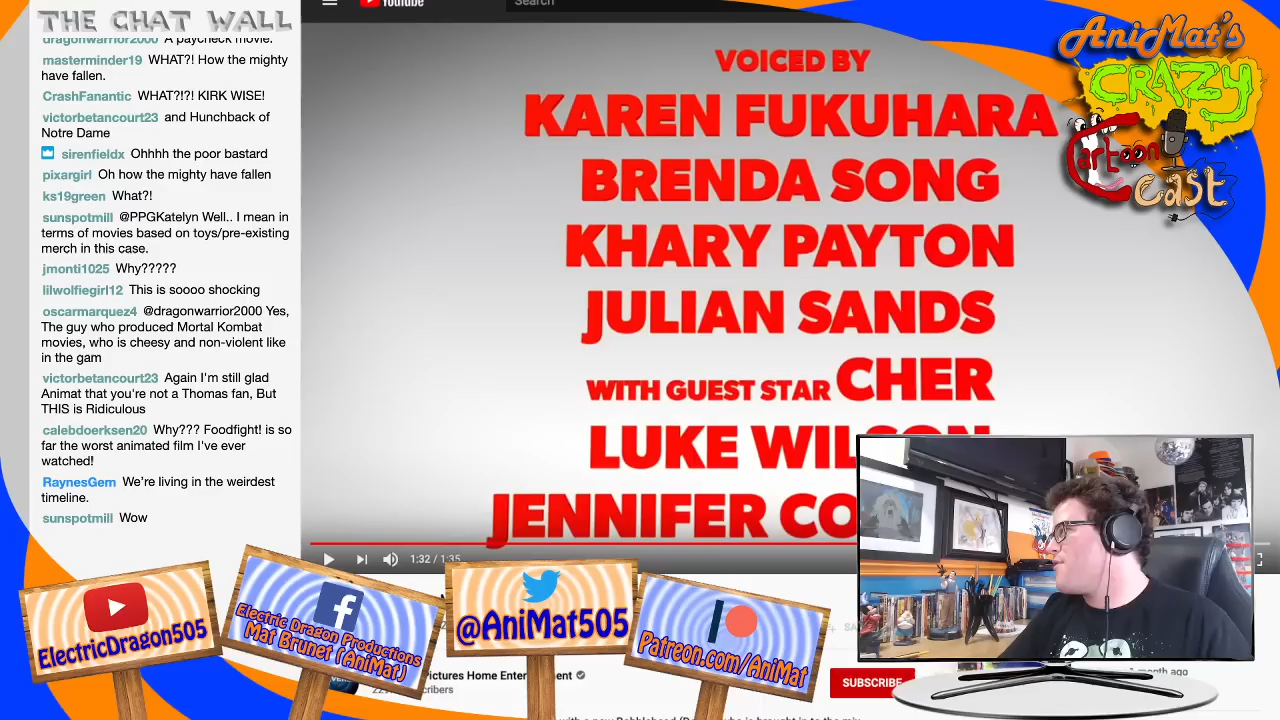 THE CHAT WALL
dragonwarrior2000 A paycheck movie.
masterminder19 WHAT?! How the mighty
have fallen.
CrashFanantic WHAT?!?! KIRK WISE!
victorbetancourt23 and Hunchback of
Notre Dame
sirenfieldx Ohhhh the poor bastard
pixargirl Oh how the mighty have fallen
ks19green What?!
sunspotmill @PPGKatelyn Well.. I mean in
terms of movies based on toys/pre-existing
merch in this case.
jmonti1025 Why?????
lilwolfiegirl12 This is soooo shocking
oscarmarquez4 @dragonwarrior2000 Yes,
The guy who produced Mortal Kombat
movies, who is cheesy and non-violent like
in the gam
victorbetancourt23 Again I'm still glad
Animat that you're not a Thomas fan, But
THIS is Ridiculous
calebdoerksen20 Why??? Foodfight! is so
far the worst animated film I've ever
watched!
RaynesGem We're living in the weirdest
timeline.
sunspotmill Wow
YouTube
Search
VOICED BY
KAREN FUKUHARA
BRENDA SONG
KHARY PAYTON
JULIAN SANDS
WITH GUEST STAR CHER
LUKE WILSON
JENNIFER CO
1:32 / 1:35
AniMat's
CRAZY
Cartoon
Cast
ElectricDragon505
Electric Dragon Productions
Mat Brunet (AniMat)
@AniMat505
Patreon.com/AniMat
Pictures Home Entertainment
SUBSCRIBE
month ago